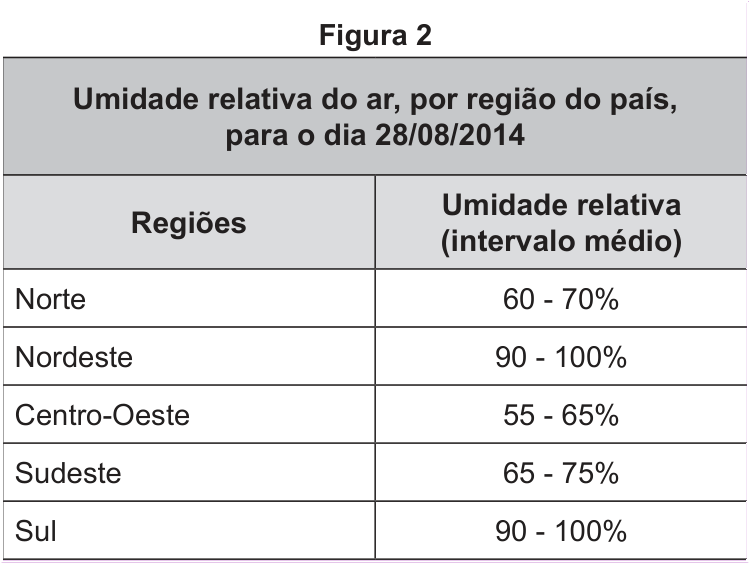 Figura 2
Umidade relativa do ar, por região do país,
para o dia 28/08/2014
Regiões
Umidade relativa
(intervalo médio)
Norte
60 - 70%
Nordeste
90 - 100%
Centro-Oeste
55 - 65%
Sudeste
65 - 75%
Sul
90 - 100%